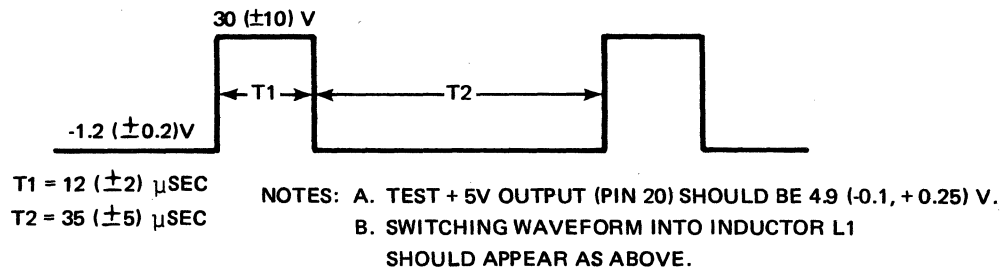 30 (±10) V
T1
T2
-1.2 (±0.2)V
T1 = 12 (±2) μSEC
T2 = 35 (±5) μSEC
NOTES: A. TEST + 5V OUTPUT (PIN 20) SHOULD BE 4.9 (-0.1, + 0.25) V.
B. SWITCHING WAVEFORM INTO INDUCTOR L1
SHOULD APPEAR AS ABOVE.